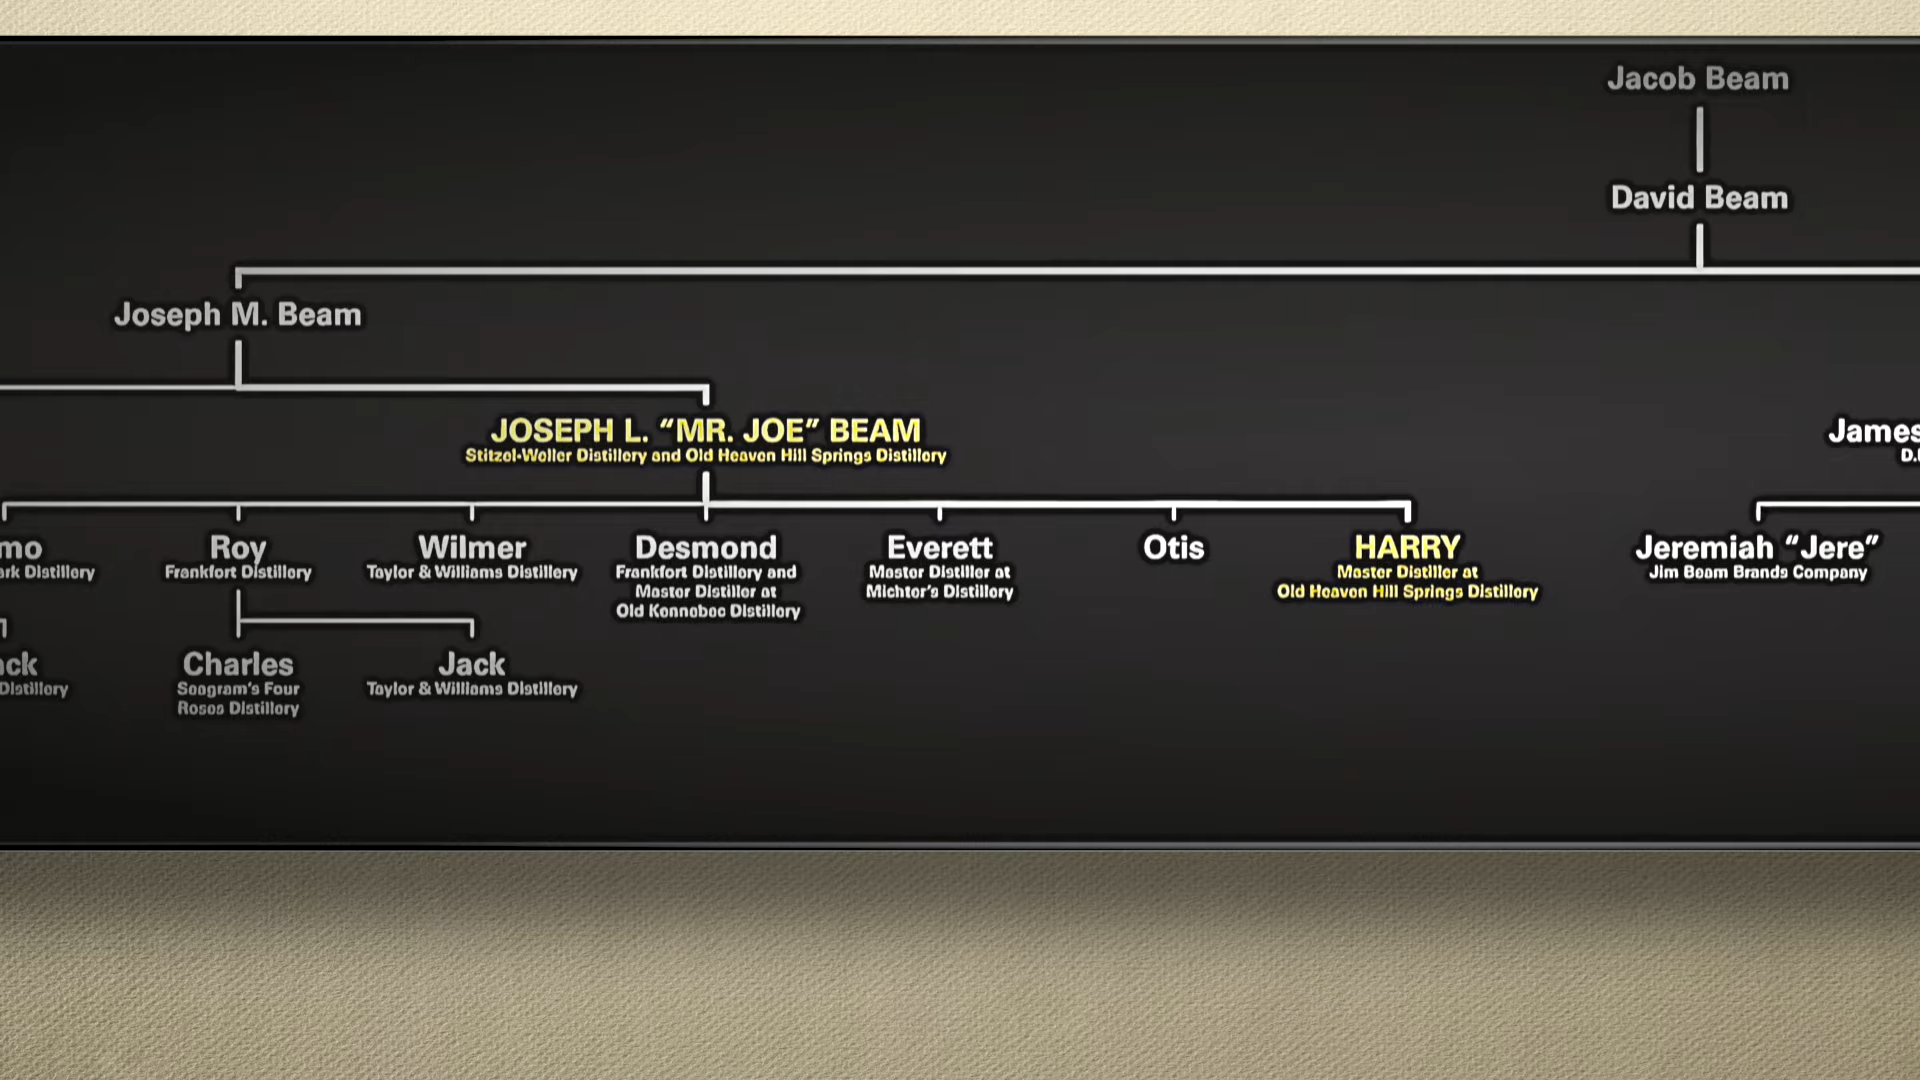 Jacob Beam
David Beam
Joseph M. Beam
JOSEPH L. “MR. JOE” BEAM
Stitzel-Weller Distillery and Old Heaven Hill Springs Distillery
James
Roy
Frankfort Distillery
Wilmer
Taylor & Williams Distillery
Desmond
Frankfort Distillery and
Master Distiller at
Old Kennebec Distillery
Everett
Master Distiller at
Michter's Distillery
Otis
HARRY
Master Distiller at
Old Heaven Hill Springs Distillery
Jeremiah “Jere”
Jim Beam Brands Company
Distillery
Charles
Seagram's Four
Roses Distillery
Jack
Taylor & Williams Distillery
Distillery